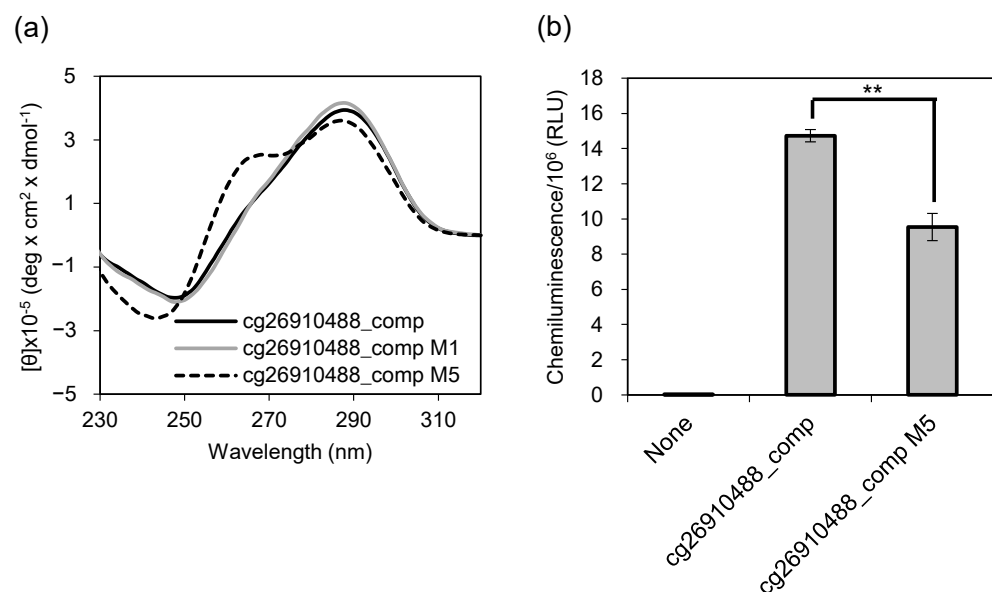 (a)
5
3
1
−1
−3
−5
[θ]x10⁻⁵ (deg x cm² x dmol⁻¹)
cg26910488_comp
cg26910488_comp M1
cg26910488_comp M5
230 250 270 290 310
Wavelength (nm)
(b)
18
16
14
12
10
8
6
4
2
0
Chemiluminescence/10⁶ (RLU)
**
None
cg26910488_comp
cg26910488_comp M5